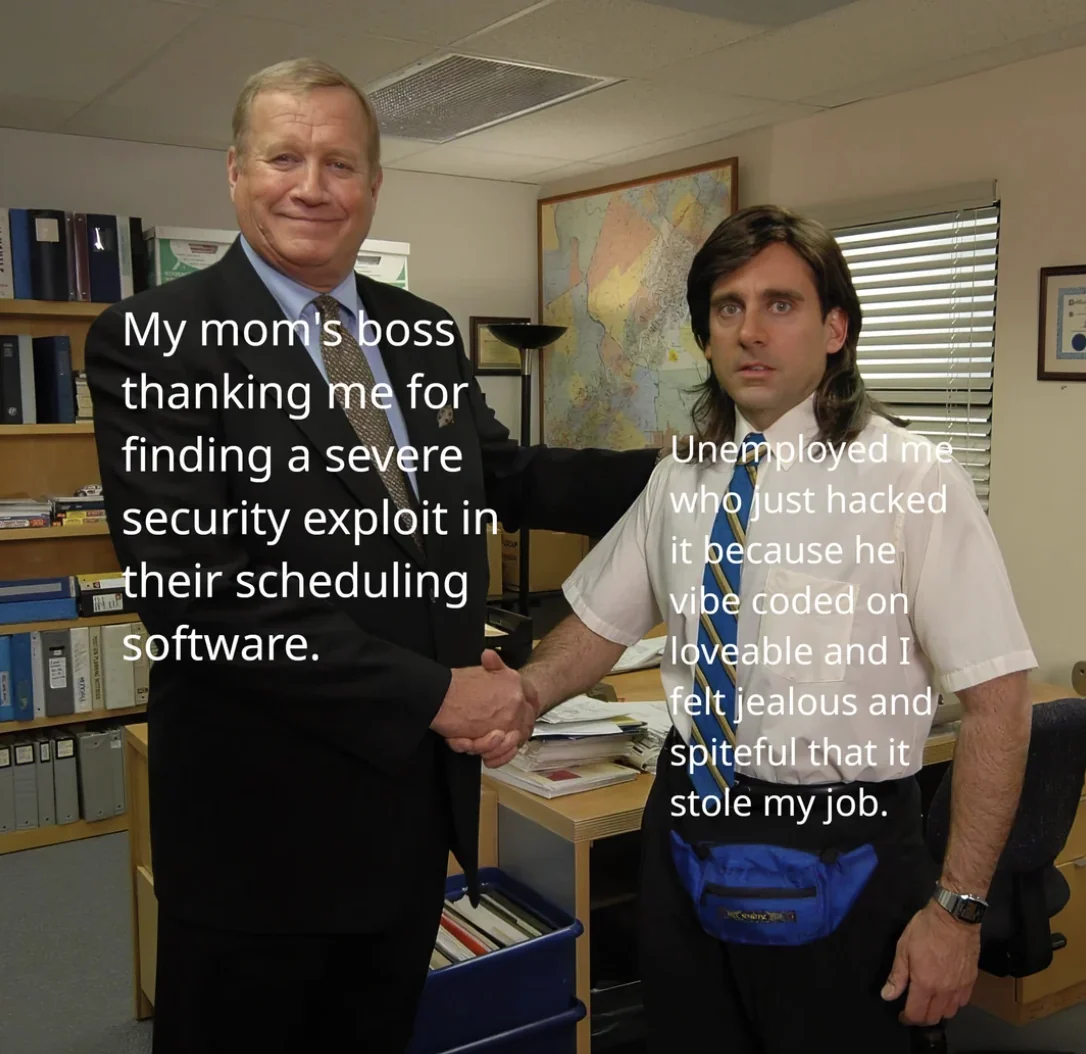 My mom's boss
thanking me for
finding a severe
security exploit in
their scheduling
software.
Unemployed me
who just hacked
it because he
vibe coded on
loveable and I
felt jealous and
spiteful that it
stole my job.